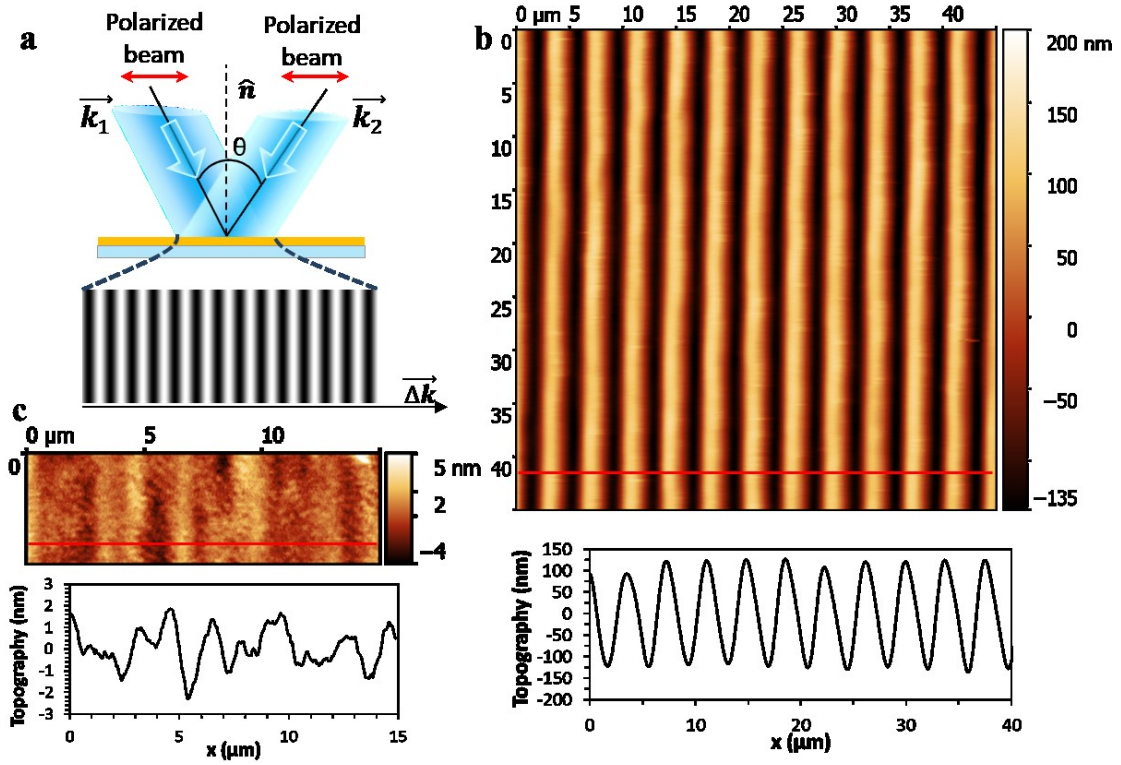 a
Polarized
beam
Polarized
beam
n̂
k₁
k₂
θ
Δk
b
0 µm 5 10 15 20 25 30 35 40
0
5
10
15
20
25
30
35
40
200 nm
100
50
0
−50
−135
c
0 µm 5 10
0
5 nm
2
−4
Topography (nm)
3
2
1
0
-1
-2
-3
0 5 10 15
x (µm)
Topography (nm)
150
100
50
0
-50
-100
-150
-200
0 10 20 30 40
x (µm)